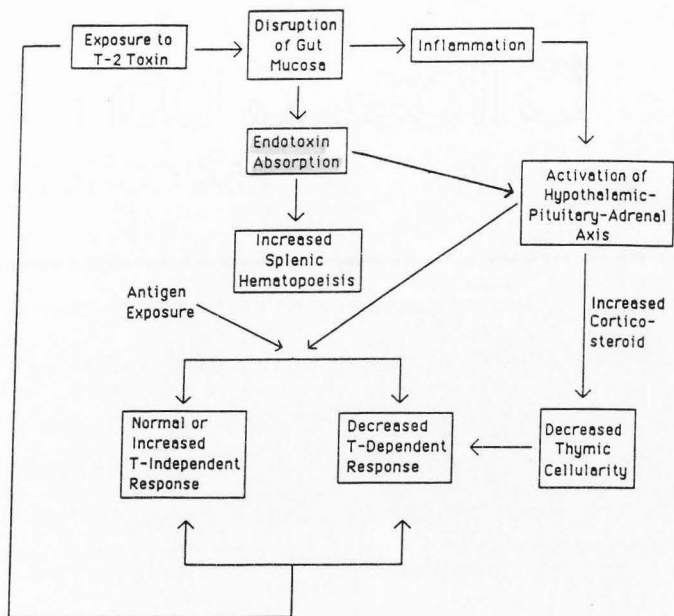 Exposure to
T-2 Toxin
Disruption
of Gut
Mucosa
Inflammation
Endotoxin
Absorption
Activation of
Hypothalamic-
Pituitary-Adrenal
Axis
Increased
Splenic
Hematopoeisis
Antigen
Exposure
Increased
Cortico-
steroid
Normal or
Increased
T-Independent
Response
Decreased
T-Dependent
Response
Decreased
Thymic
Cellularity